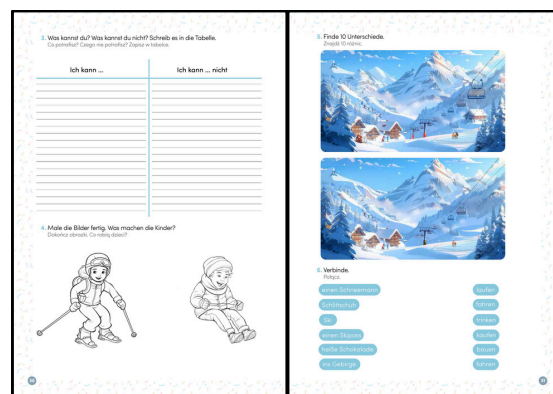 3. Was kannst du? Was kannst du nicht? Schreib es in die Tabelle.
Co potrafisz? Czego nie potrafisz? Zapisz w tabelce.
Ich kann ...
Ich kann ... nicht
4. Male die Bilder fertig. Was machen die Kinder?
Dokończ obrazki. Co robią dzieci?
5. Finde 10 Unterschiede.
Znajdź 10 różnic.
6. Verbinde.
Połącz.
einen Schneemann
laufen
Schlittschuh
fahren
Ski
trinken
einen Skipass
kaufen
heiße Schokolade
bauen
ins Gebirge
fahren